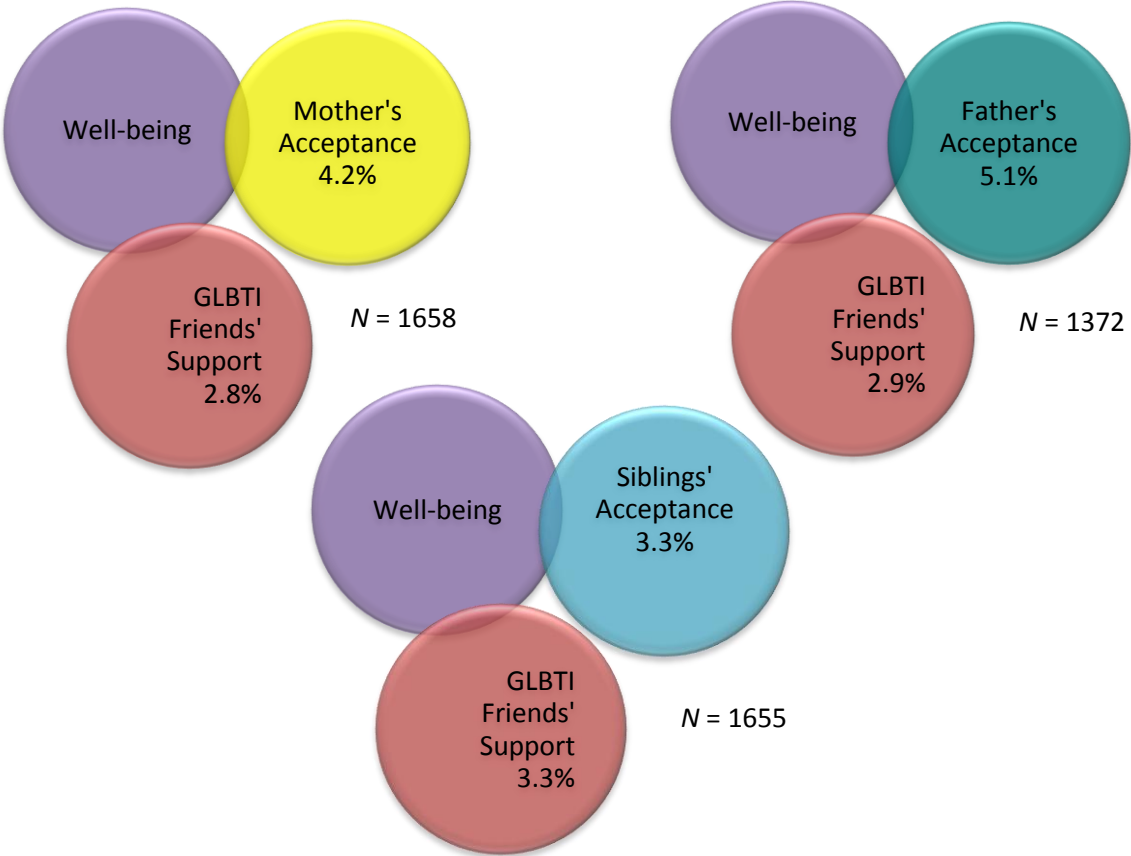 Well-being
Mother's
Acceptance
4.2%
GLBTI
Friends'
Support
2.8%
N = 1658
Well-being
Father's
Acceptance
5.1%
GLBTI
Friends'
Support
2.9%
N = 1372
Well-being
Siblings'
Acceptance
3.3%
GLBTI
Friends'
Support
3.3%
N = 1655